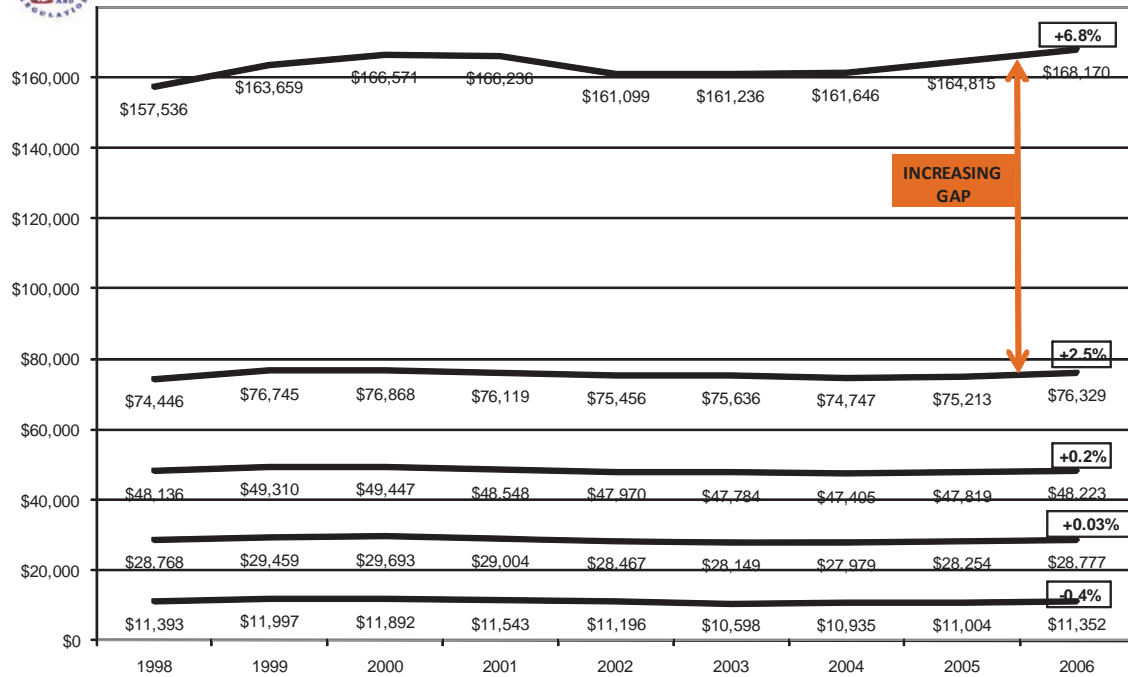 AND
REGULATION
+6.8%
$160,000
$157,536 $163,659 $166,571 $166,236 $161,099 $161,236 $161,646 $164,815 $168,170
$140,000
INCREASING
GAP
$120,000
$100,000
$80,000
+2.5%
$74,446 $76,745 $76,868 $76,119 $75,456 $75,636 $74,747 $75,213 $76,329
$60,000
+0.2%
$48,136 $49,310 $49,447 $48,548 $47,970 $47,784 $47,405 $47,819 $48,223
$40,000
+0.03%
$28,768 $29,459 $29,693 $29,004 $28,467 $28,149 $27,979 $28,254 $28,777
$20,000
-0.4%
$11,393 $11,997 $11,892 $11,543 $11,196 $10,598 $10,935 $11,004 $11,352
$0
1998 1999 2000 2001 2002 2003 2004 2005 2006